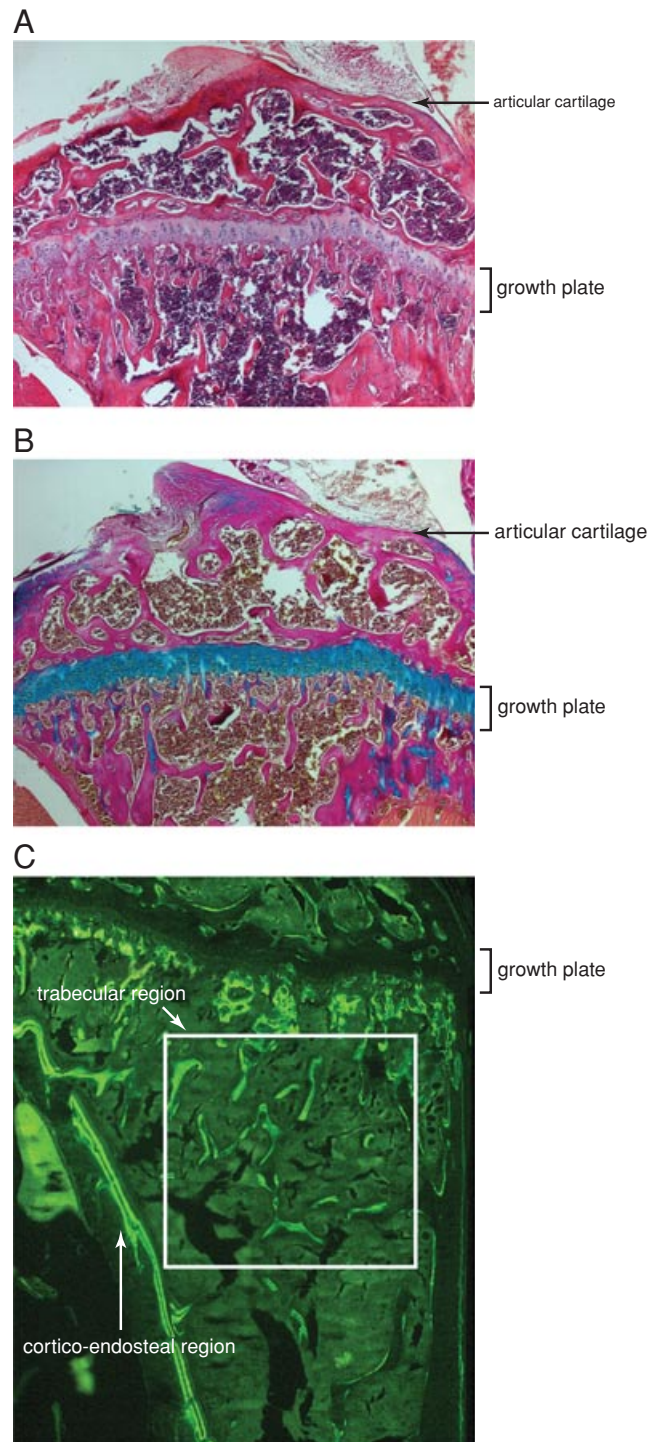 A
articular cartilage
growth plate
B
articular cartilage
growth plate
C
growth plate
trabecular region
cortico-endosteal region